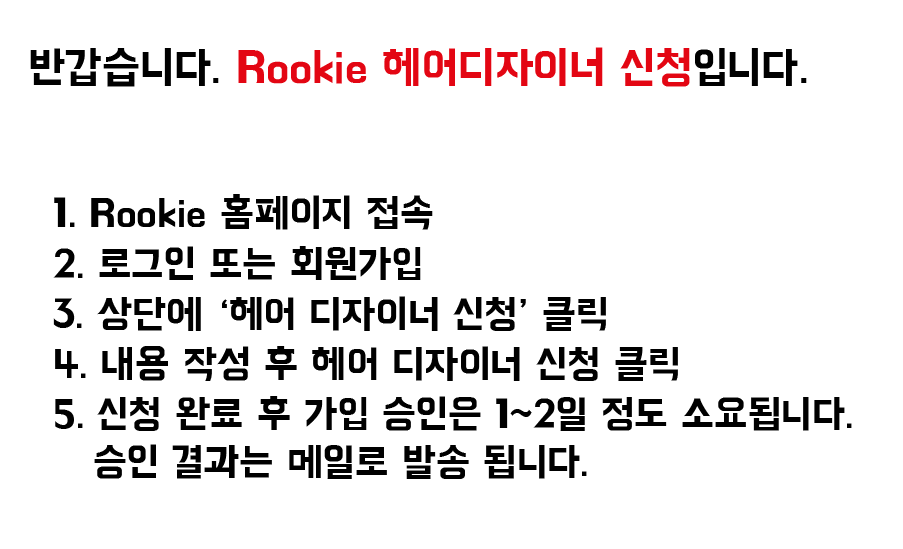 반갑습니다. Rookie 헤어디자이너 신청입니다.
1. Rookie 홈페이지 접속
2. 로그인 또는 회원가입
3. 상단에 ‘헤어 디자이너 신청’ 클릭
4. 내용 작성 후 헤어 디자이너 신청 클릭
5. 신청 완료 후 가입 승인은 1~2일 정도 소요됩니다.
승인 결과는 메일로 발송 됩니다.